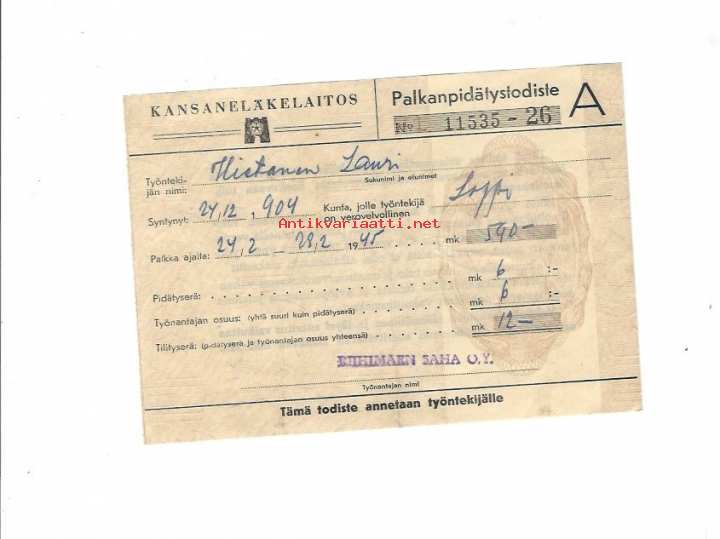 KANSANELÄKELAITOS
Palkanpidätystodiste A
No 11535 - 26
Työnteki-
jän nimi: Hietanen Lauri
Sukunimi ja etunimet
Syntynyt: 24,12 . 904 Kunta, jolle työntekijä
on verovelvollinen Loppi
Antikvariaatti.net
Palkka ajalta: 24,2 — 28,2 1945 . . . . mk 590—
Pidätyserä: mk 6 :-
Työnantajan osuus: (yhtä suuri kuin pidätyserä) mk 6 :-
Tilityserä: (pidätyserä ja työnantajan osuus yhteensä) mk 12—
RIIHIMÄEN SAHA O.Y.
Työnantajan nimi
Tämä todiste annetaan työntekijälle